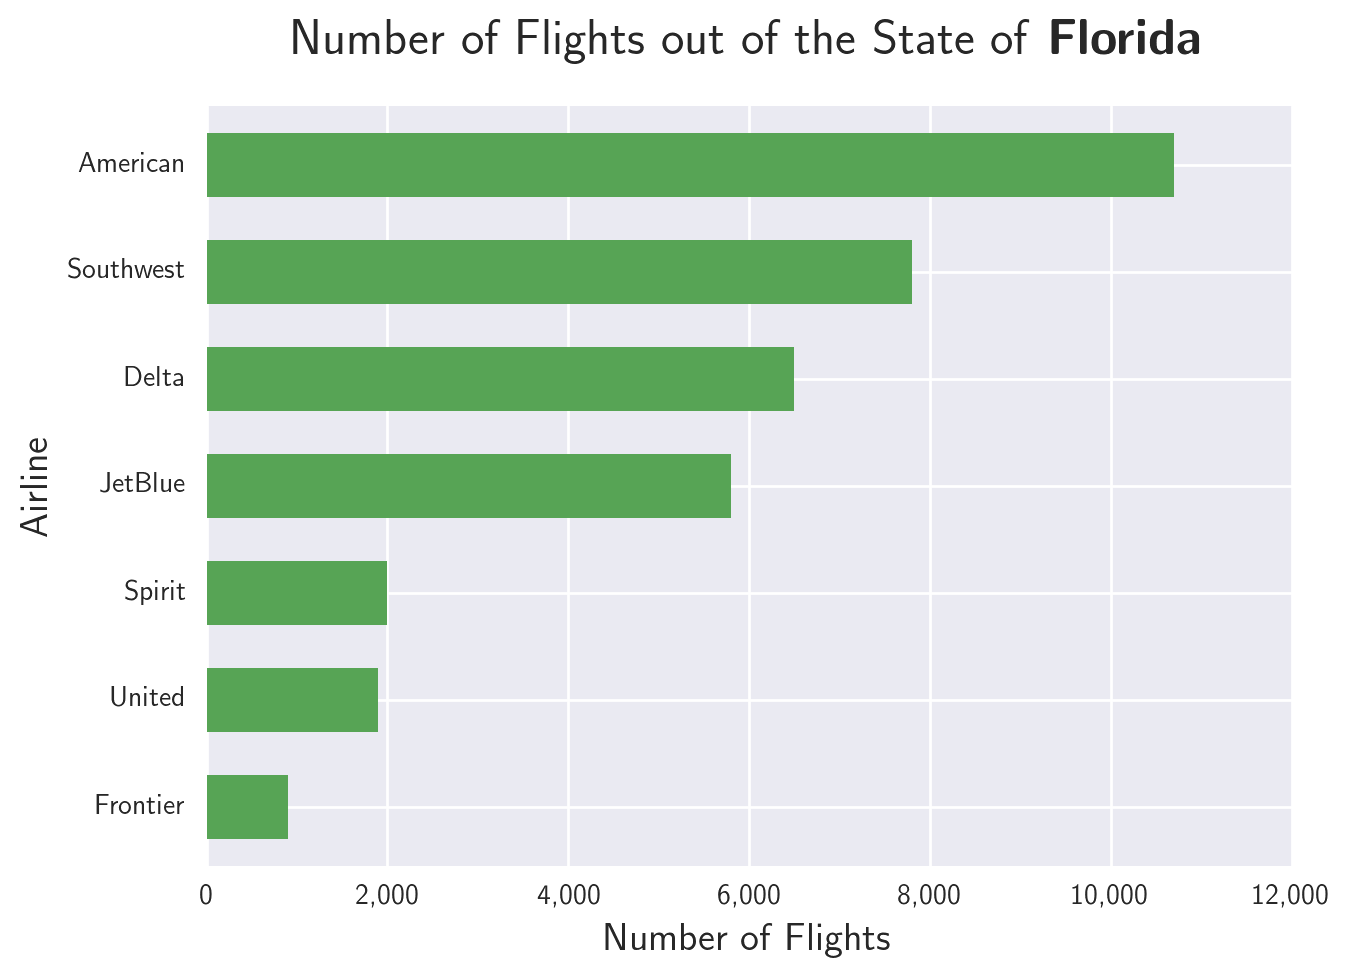 Number of Flights out of the State of Florida
American
Southwest
Delta
JetBlue
Spirit
United
Frontier
Airline
0 2,000 4,000 6,000 8,000 10,000 12,000
Number of Flights